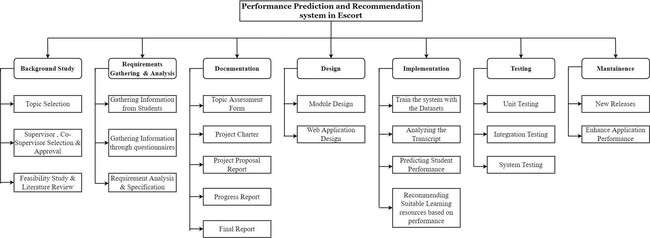 Performance Prediction and Recommendation
system in Escort
Background Study
Topic Selection
Supervisor , Co-
Supervisor Selection &
Approval
Feasibility Study &
Literature Review
Requirements
Gathering & Analysis
Gathering Information
from Students
Gathering Information
through questionnaires
Requirement Analysis
& Specification
Documentation
Topic Assessment
Form
Project Charter
Project Proposal
Report
Progress Report
Final Report
Design
Module Design
Web Application
Design
Implementation
Train the system with
the Datasets
Analyzing the
Transcript
Predicting Student
Performance
Recommending
Suitable Learning
resources based on
performance
Testing
Unit Testing
Integration Testing
System Testing
Mantainence
New Releases
Enhance Application
Performance